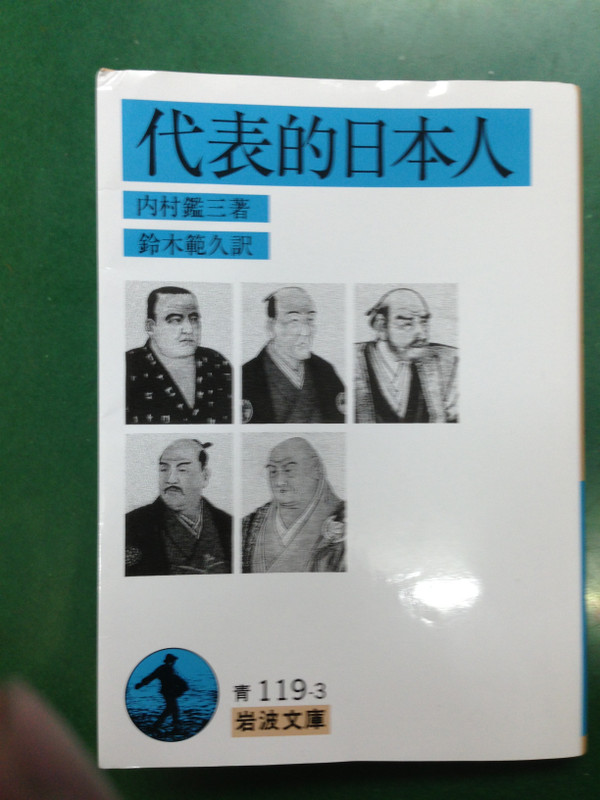 代表的日本人
内村鑑三著
鈴木範久訳
青 119-3
岩波文庫